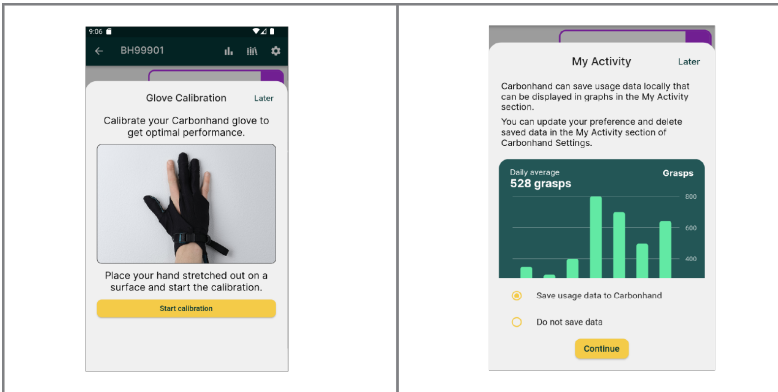 9:06
BH99901
Glove Calibration
Later
Calibrate your Carbonhand glove to
get optimal performance.
Place your hand stretched out on a
surface and start the calibration.
Start calibration
My Activity
Later
Carbonhand can save usage data locally that
can be displayed in graphs in the My Activity
section.
You can update your preference and delete
saved data in the My Activity section of
Carbonhand Settings.
Daily average
Grasps
528 grasps
800
600
400
Save usage data to Carbonhand
Do not save data
Continue